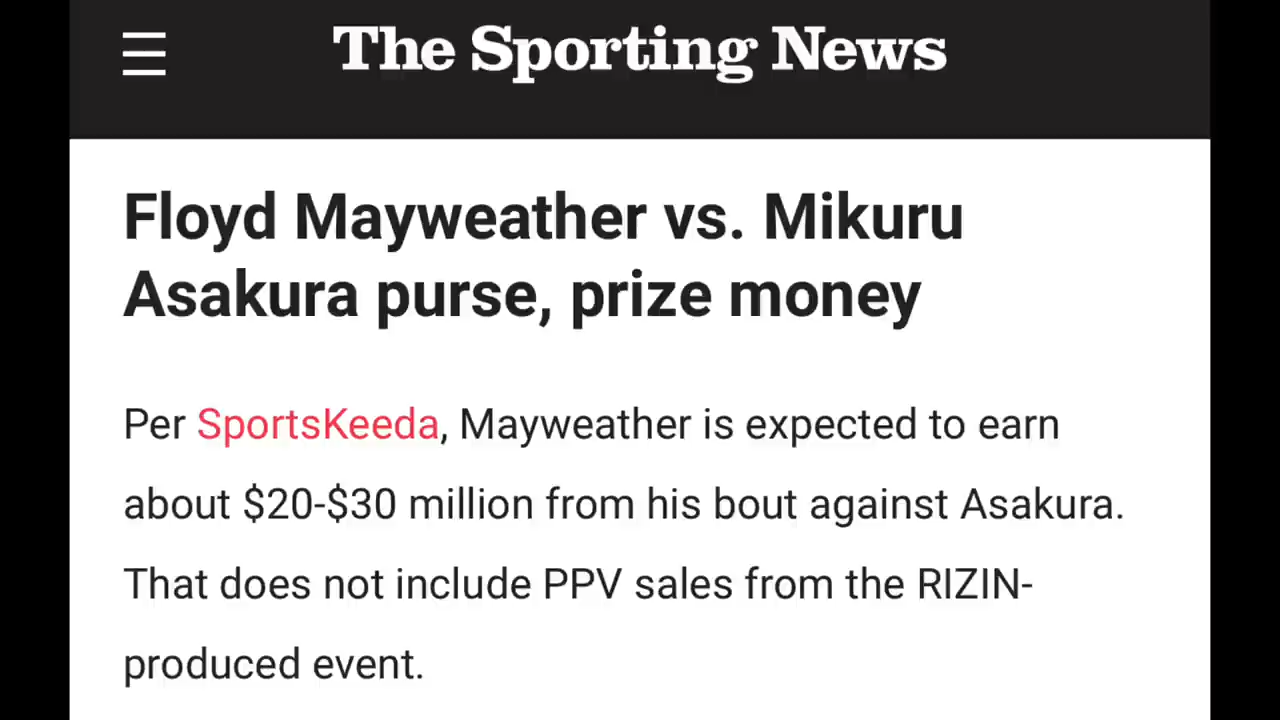 The Sporting News
Floyd Mayweather vs. Mikuru
Asakura purse, prize money
Per SportsKeeda, Mayweather is expected to earn
about $20-$30 million from his bout against Asakura.
That does not include PPV sales from the RIZIN-
produced event.